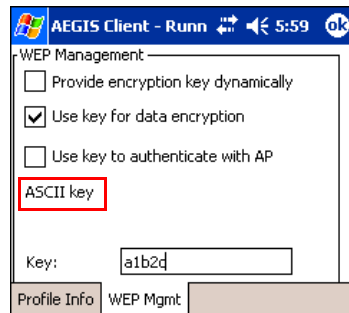 AEGIS Client - Runn 5:59 ok
WEP Management
Provide encryption key dynamically
Use key for data encryption
Use key to authenticate with AP
ASCII key
Key: a1b2c
Profile Info WEP Mgmt